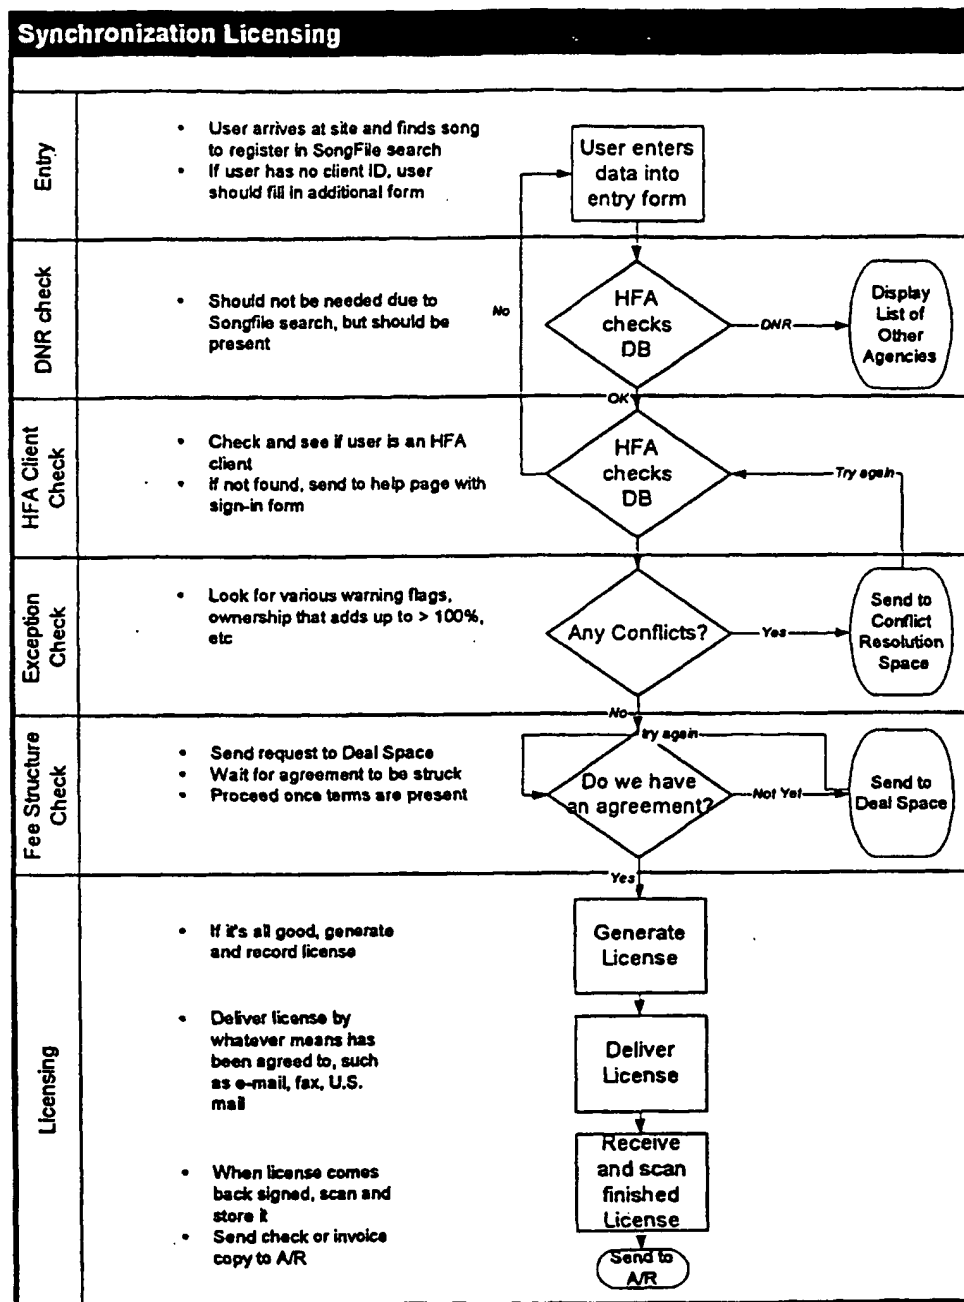 Synchronization Licensing
Entry
• User arrives at site and finds song
to register in SongFile search
• If user has no client ID, user
should fill in additional form
User enters
data into
entry form
DNR check
• Should not be needed due to
Songfile search, but should be
present
No
HFA
checks
DB
DNR
Display
List of
Other
Agencies
OK
HFA Client
Check
• Check and see if user is an HFA
client
• If not found, send to help page with
sign-in form
HFA
checks
DB
Try again
Exception
Check
• Look for various warning flags,
ownership that adds up to > 100%,
etc
Any Conflicts?
Yes
Send to
Conflict
Resolution
Space
No
Fee Structure
Check
• Send request to Deal Space
• Wait for agreement to be struck
• Proceed once terms are present
try again
Do we have
an agreement?
Not Yet
Send to
Deal Space
Yes
Licensing
• If it's all good, generate
and record license
Generate
License
• Deliver license by
whatever means has
been agreed to, such
as e-mail, fax, U.S.
mail
Deliver
License
• When license comes
back signed, scan and
store it
• Send check or invoice
copy to A/R
Receive
and scan
finished
License
Send to
A/R